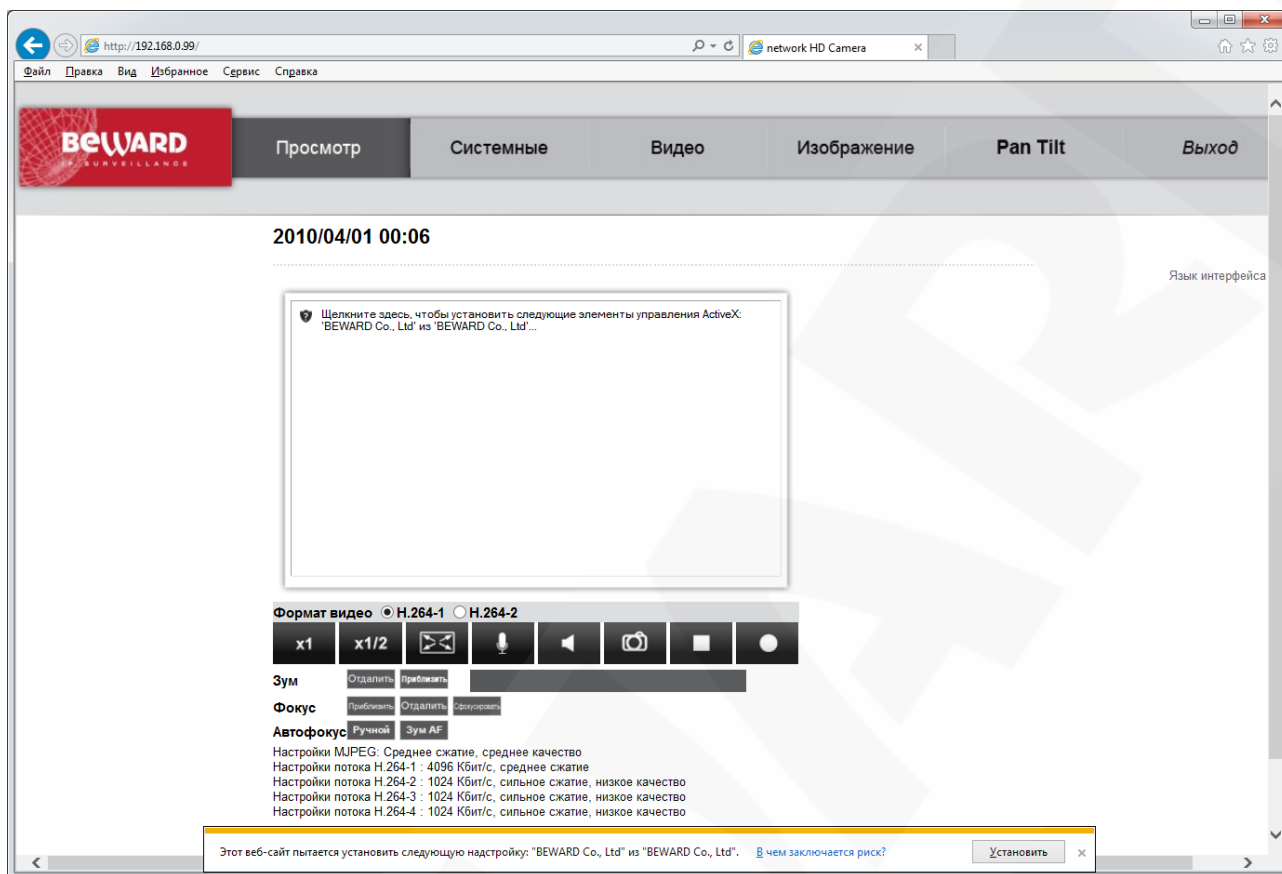 http://192.168.0.99/
network HD Camera
Файл Правка Вид Избранное Сервис Справка
BEWARD
IP SURVEILLANCE
Просмотр Системные Видео Изображение Pan Tilt Выход
2010/04/01 00:06
Язык интерфейса
Щелкните здесь, чтобы установить следующие элементы управления ActiveX:
'BEWARD Co., Ltd' из 'BEWARD Co., Ltd'...
Формат видео H.264-1 H.264-2
x1 x1/2
Зум Отдалить Приблизить
Фокус Приблизить Отдалить Сфокусировать
Автофокус Ручной Зум AF
Настройки MJPEG: Среднее сжатие, среднее качество
Настройки потока H.264-1 : 4096 Кбит/с, среднее сжатие
Настройки потока H.264-2 : 1024 Кбит/с, сильное сжатие, низкое качество
Настройки потока H.264-3 : 1024 Кбит/с, сильное сжатие, низкое качество
Настройки потока H.264-4 : 1024 Кбит/с, сильное сжатие, низкое качество
Этот веб-сайт пытается установить следующую надстройку: "BEWARD Co., Ltd" из "BEWARD Co., Ltd". В чем заключается риск? Установить